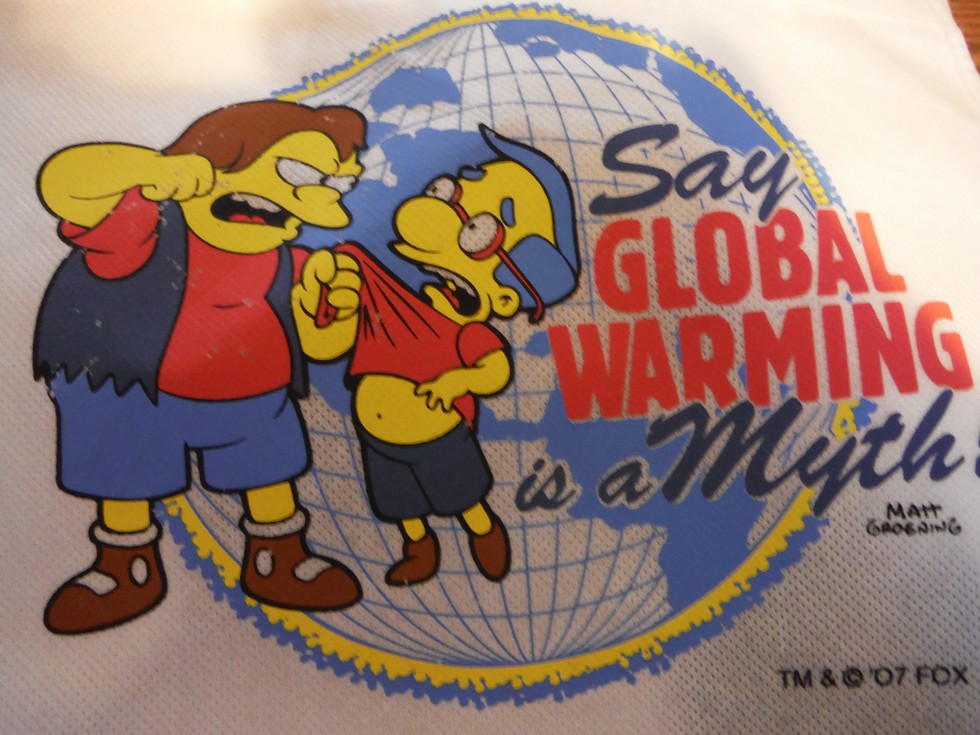 Say
GLOBAL
WARMING
is a Myth!
MATT
GROENING
TM & © '07 FOX